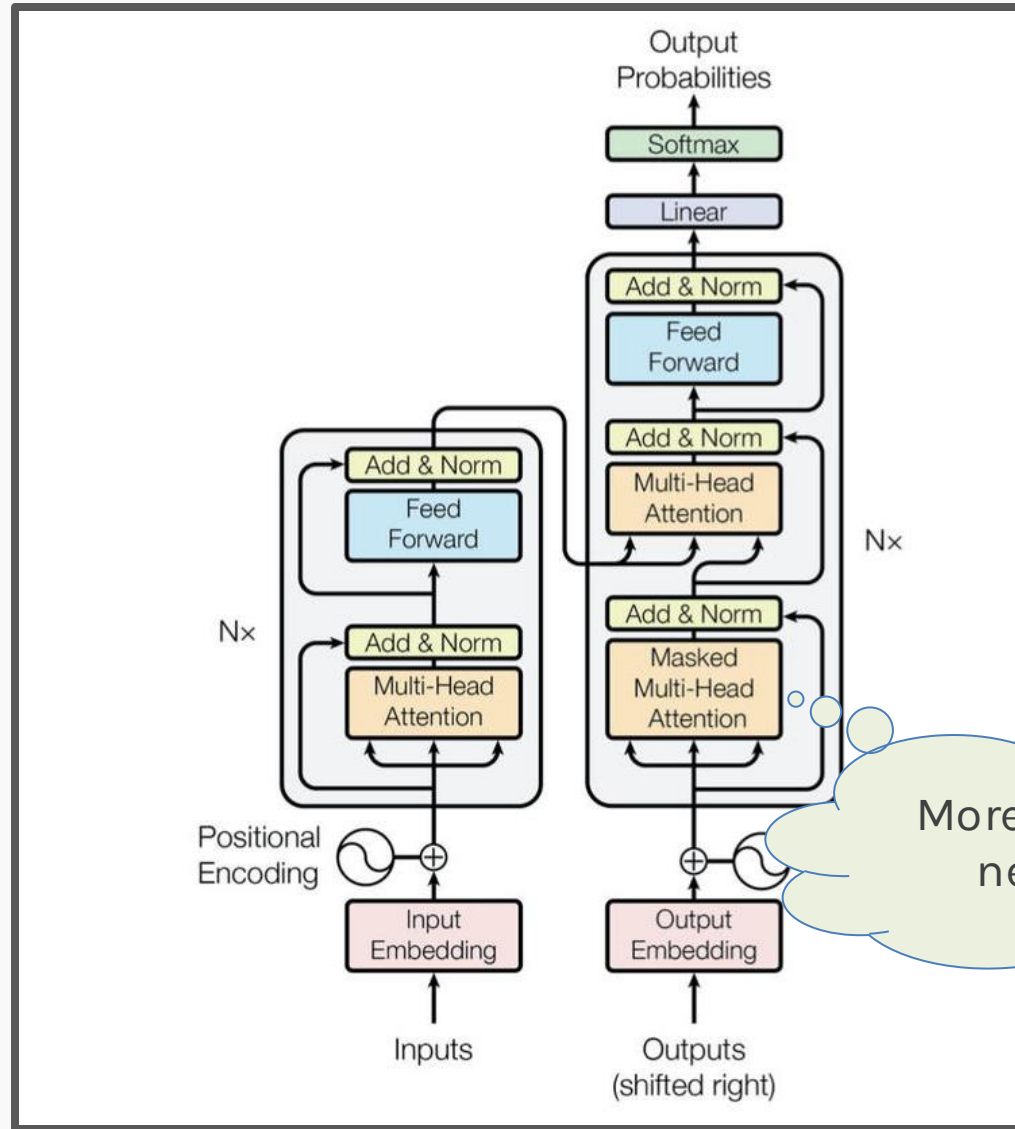 Output
Probabilities
Softmax
Linear
Add & Norm
Feed
Forward
Add & Norm
Multi-Head
Attention
Nx
Add & Norm
Masked
Multi-Head
Attention
Add & Norm
Feed
Forward
Nx
Add & Norm
Multi-Head
Attention
Positional
Encoding
Input
Embedding
Inputs
Output
Embedding
Outputs
(shifted right)
More